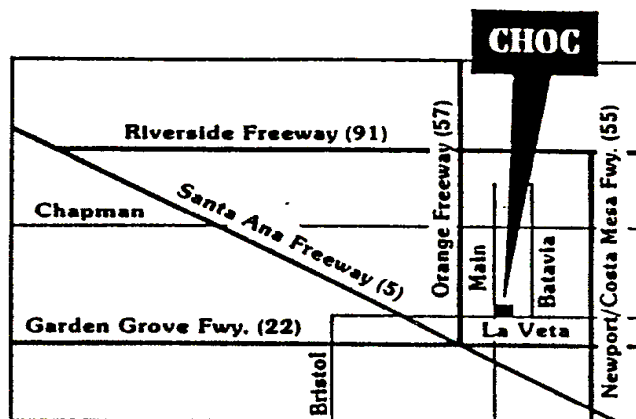 CHOC
Riverside Freeway (91)
Orange Freeway (57)
Newport/Costa Mesa Fwy. (55)
Santa Ana Freeway (5)
Chapman
Main
Batavia
Garden Grove Fwy. (22)
La Veta
Bristol